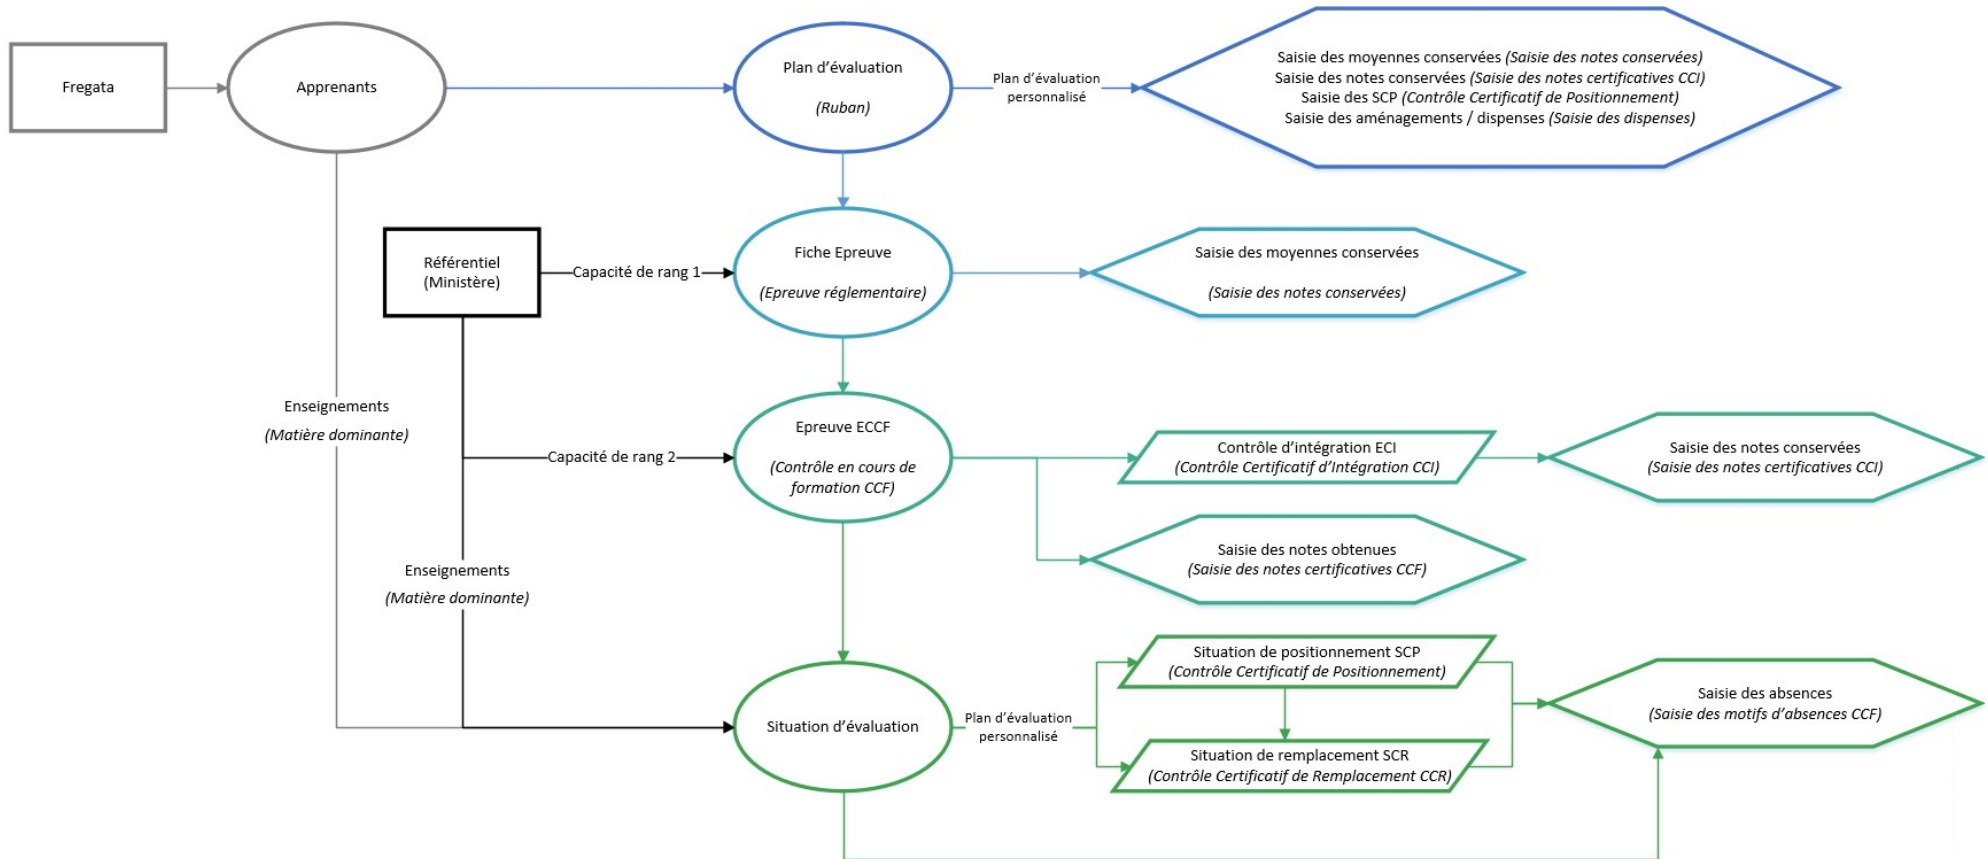 Fregata
Apprenants
Plan d’évaluation
(Ruban)
Plan d’évaluation
personnalisé
Saisie des moyennes conservées (Saisie des notes conservées)
Saisie des notes conservées (Saisie des notes certificatives CCI)
Saisie des SCP (Contrôle Certificatif de Positionnement)
Saisie des aménagements / dispenses (Saisie des dispenses)
Référentiel
(Ministère)
Capacité de rang 1
Fiche Epreuve
(Epreuve réglementaire)
Saisie des moyennes conservées
(Saisie des notes conservées)
Enseignements
(Matière dominante)
Capacité de rang 2
Epreuve ECCF
(Contrôle en cours de
formation CCF)
Contrôle d’intégration ECI
(Contrôle Certificatif d’Intégration CCI)
Saisie des notes conservées
(Saisie des notes certificatives CCI)
Saisie des notes obtenues
(Saisie des notes certificatives CCF)
Enseignements
(Matière dominante)
Situation d’évaluation
Plan d’évaluation
personnalisé
Situation de positionnement SCP
(Contrôle Certificatif de Positionnement)
Situation de remplacement SCR
(Contrôle Certificatif de Remplacement CCR)
Saisie des absences
(Saisie des motifs d’absences CCF)